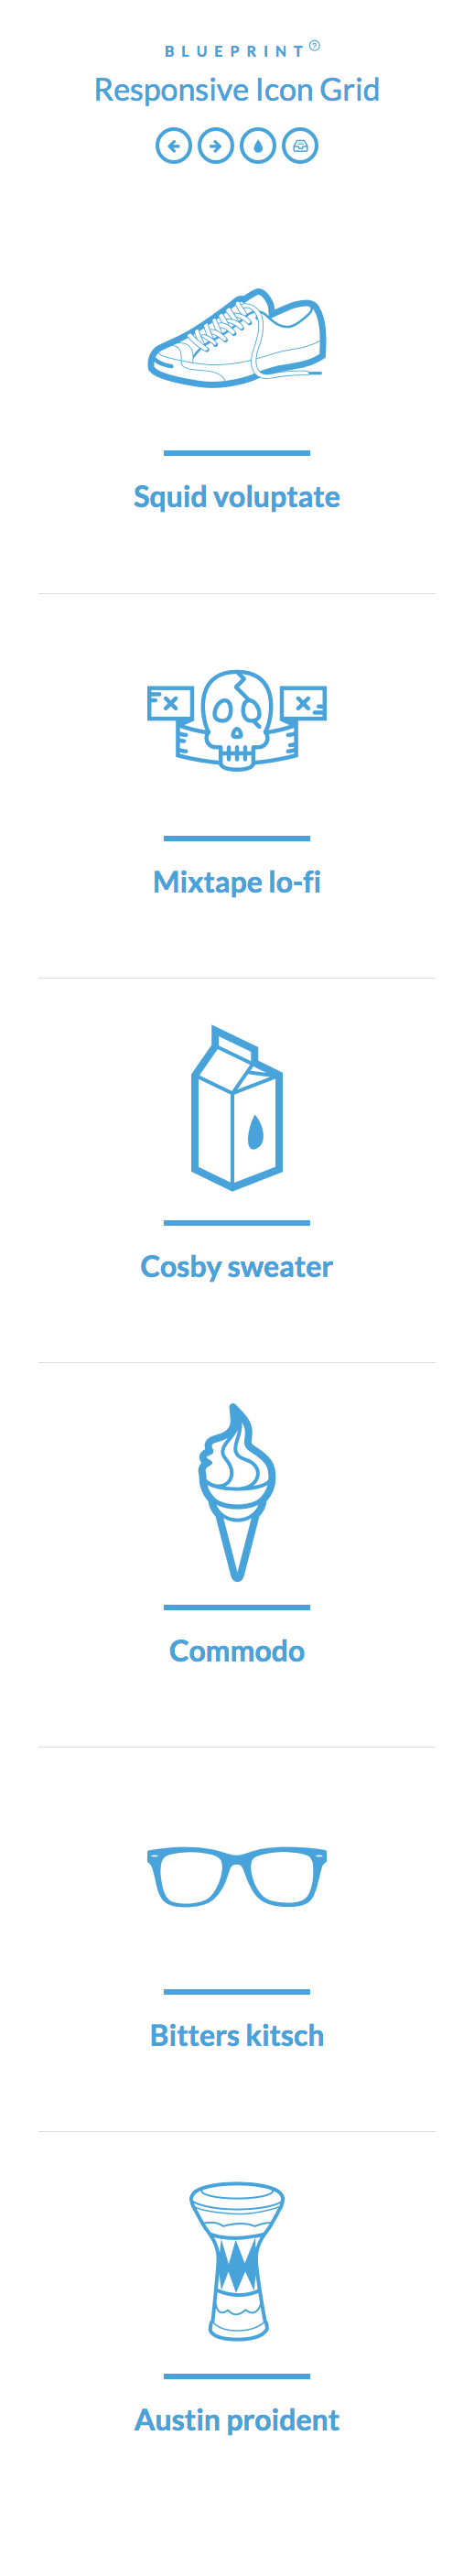 BLUEPRINT?
Responsive Icon Grid
Squid voluptate
Mixtape lo-fi
Cosby sweater
Commodo
Bitters kitsch
Austin proident